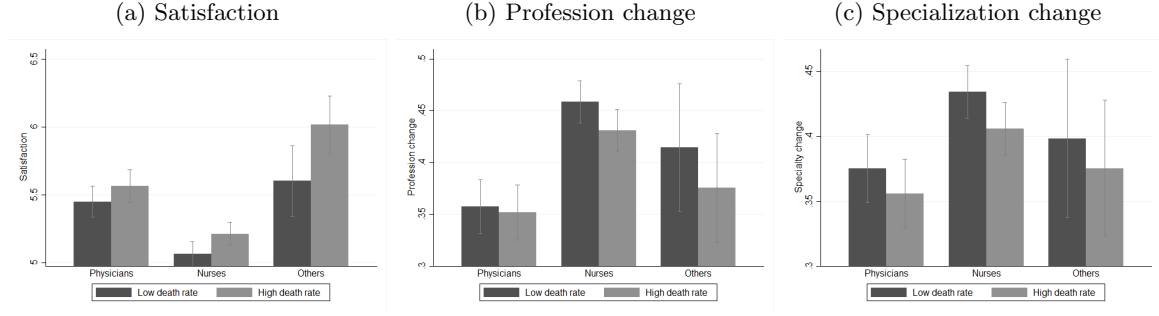 (a) Satisfaction
6.5
6
5.5
5
Satisfaction
Physicians Nurses Others
Low death rate High death rate
(b) Profession change
.5
.45
.4
.35
.3
Profession change
Physicians Nurses Others
Low death rate High death rate
(c) Specialization change
.45
.4
.35
.3
Specialty change
Physicians Nurses Others
Low death rate High death rate